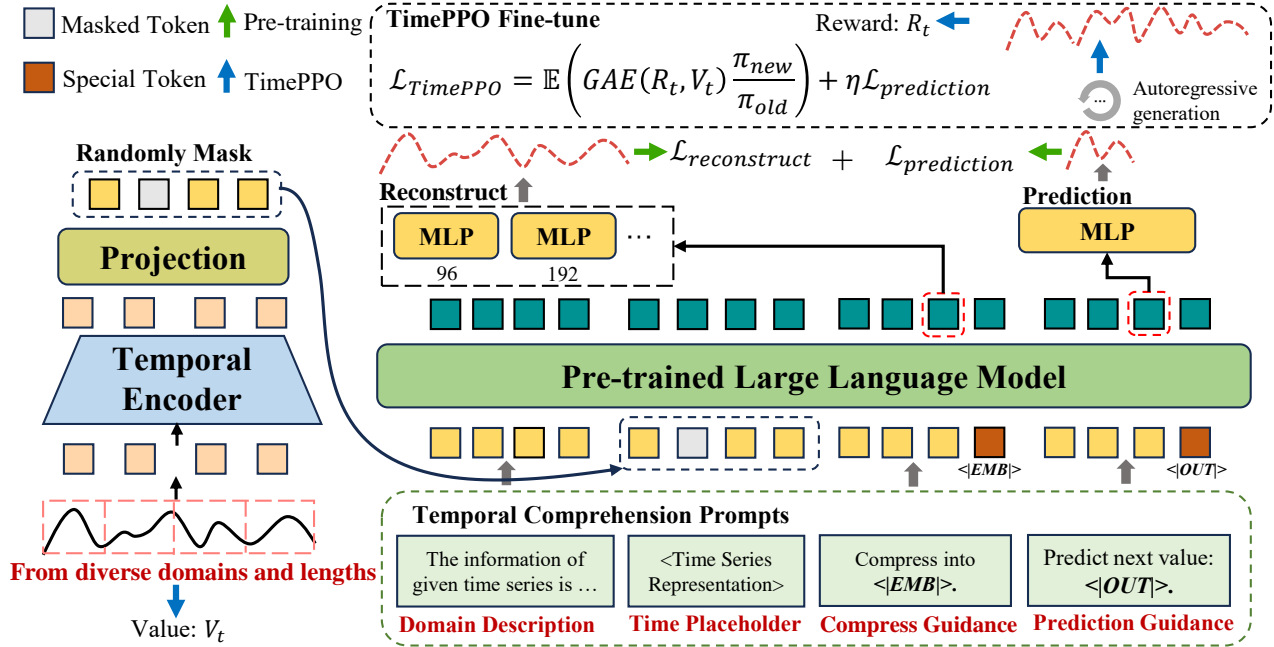 Masked Token
Pre-training
Special Token
TimePPO
TimePPO Fine-tune
Reward: R_t
ℒ_TimePPO = 𝔼 ( GAE(R_t, V_t) π_new / π_old ) + ηℒ_prediction
...
Autoregressive
generation
Randomly Mask
ℒ_reconstruct + ℒ_prediction
Reconstruct
Prediction
MLP
MLP
...
MLP
96
192
Projection
Temporal
Encoder
Pre-trained Large Language Model
<|EMB|>
<|OUT|>
From diverse domains and lengths
Value: V_t
Temporal Comprehension Prompts
The information of
given time series is ...
<Time Series
Representation>
Compress into
<|EMB|>.
Predict next value:
<|OUT|>.
Domain Description
Time Placeholder
Compress Guidance
Prediction Guidance